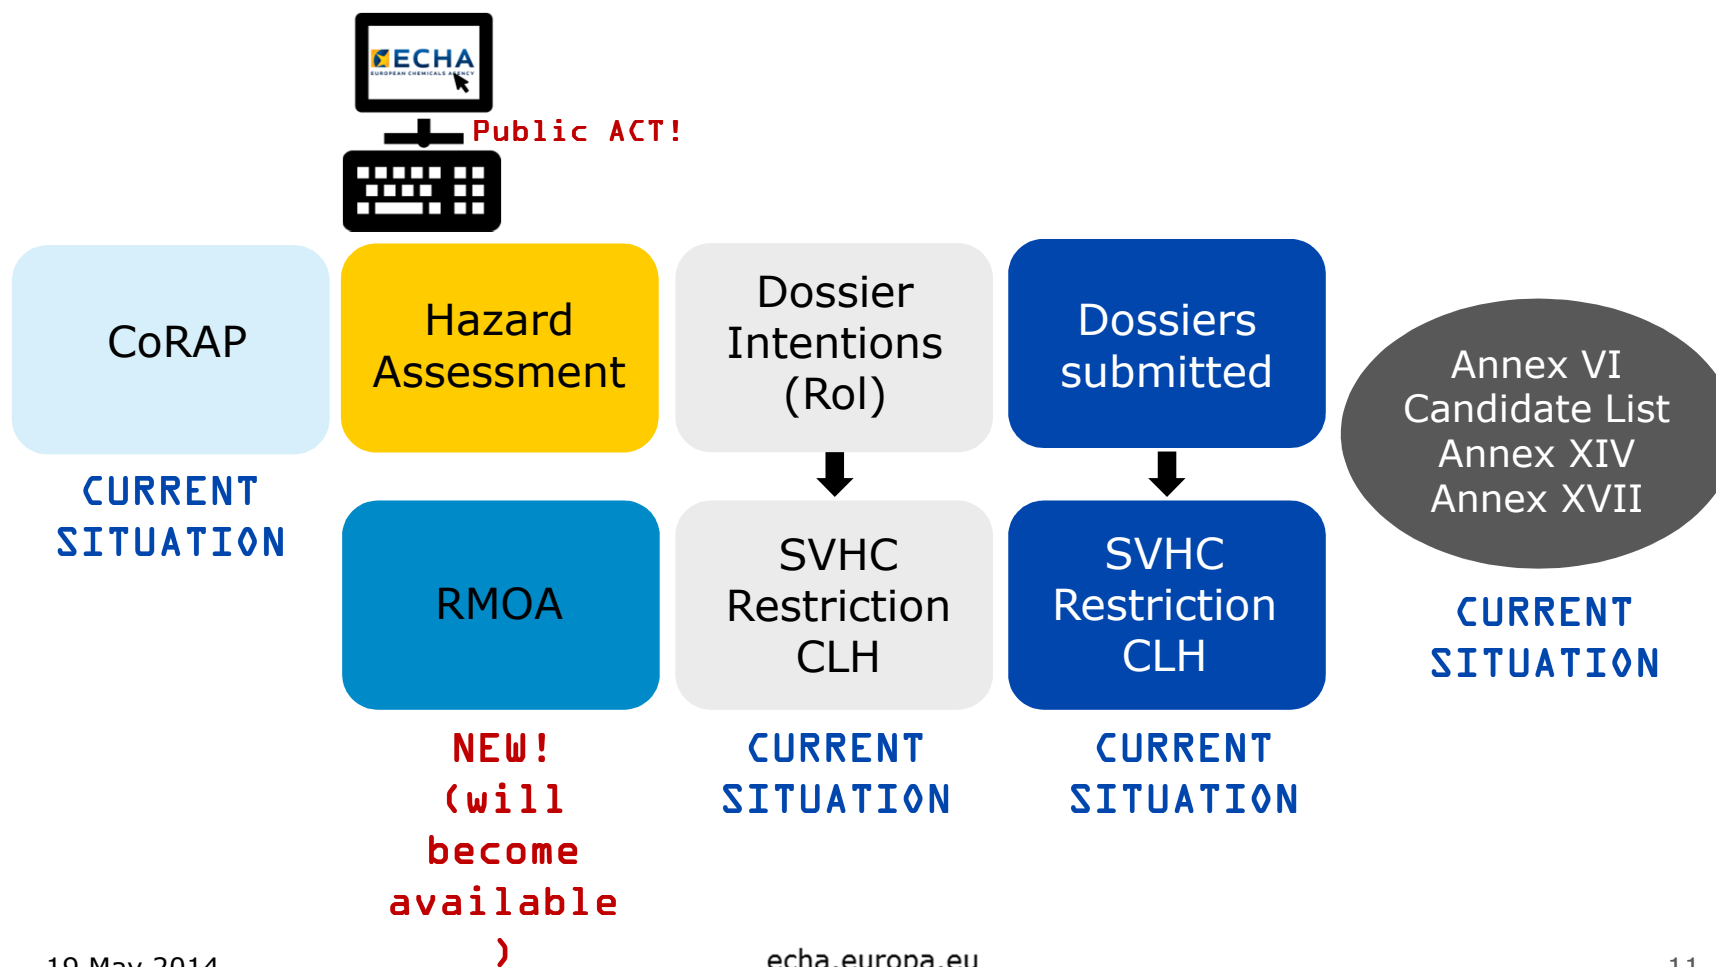 ECHA
EUROPEAN CHEMICALS AGENCY
Public ACT!
CoRAP
CURRENT
SITUATION
Hazard
Assessment
RMOA
NEW!
(will
become
available
)
Dossier
Intentions
(RoI)
SVHC
Restriction
CLH
CURRENT
SITUATION
Dossiers
submitted
SVHC
Restriction
CLH
CURRENT
SITUATION
Annex VI
Candidate List
Annex XIV
Annex XVII
CURRENT
SITUATION
19 May 2014
echa.europa.eu
11